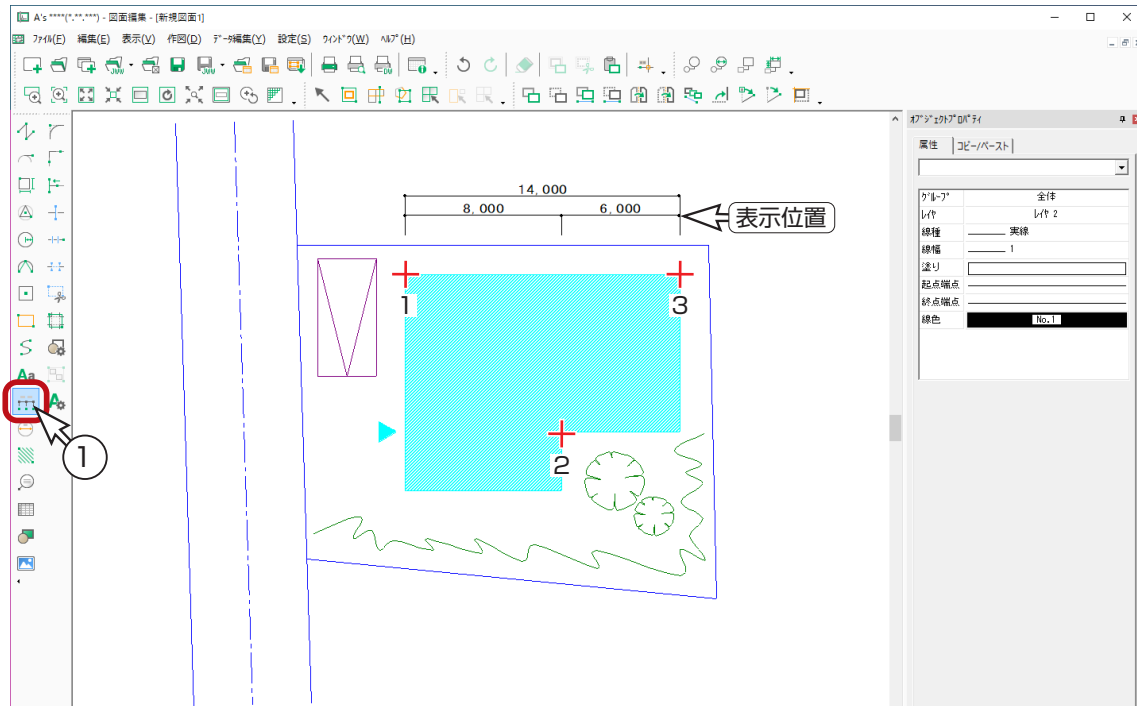 A's ****(*.**.***) - 図面編集 - [新規図面1]
ﾌｧｲﾙ(F) 編集(E) 表示(V) 作図(D) ﾃﾞｰﾀ編集(Y) 設定(S) ｳｨﾝﾄﾞｳ(W) ﾍﾙﾌﾟ(H)
JWW
JWW
DW
ｵﾌﾞｼﾞｪｸﾄﾌﾟﾛﾊﾟﾃｨ
属性 ｺﾋﾟｰ/ﾍﾟｰｽﾄ
ｸﾞﾙｰﾌﾟ 全体
ﾚｲﾔ ﾚｲﾔ 2
線種 実線
線幅 1
塗り
起点端点
終点端点
線色 No.1
14,000
8,000 6,000
表示位置
1 3
2
Aa
A
1